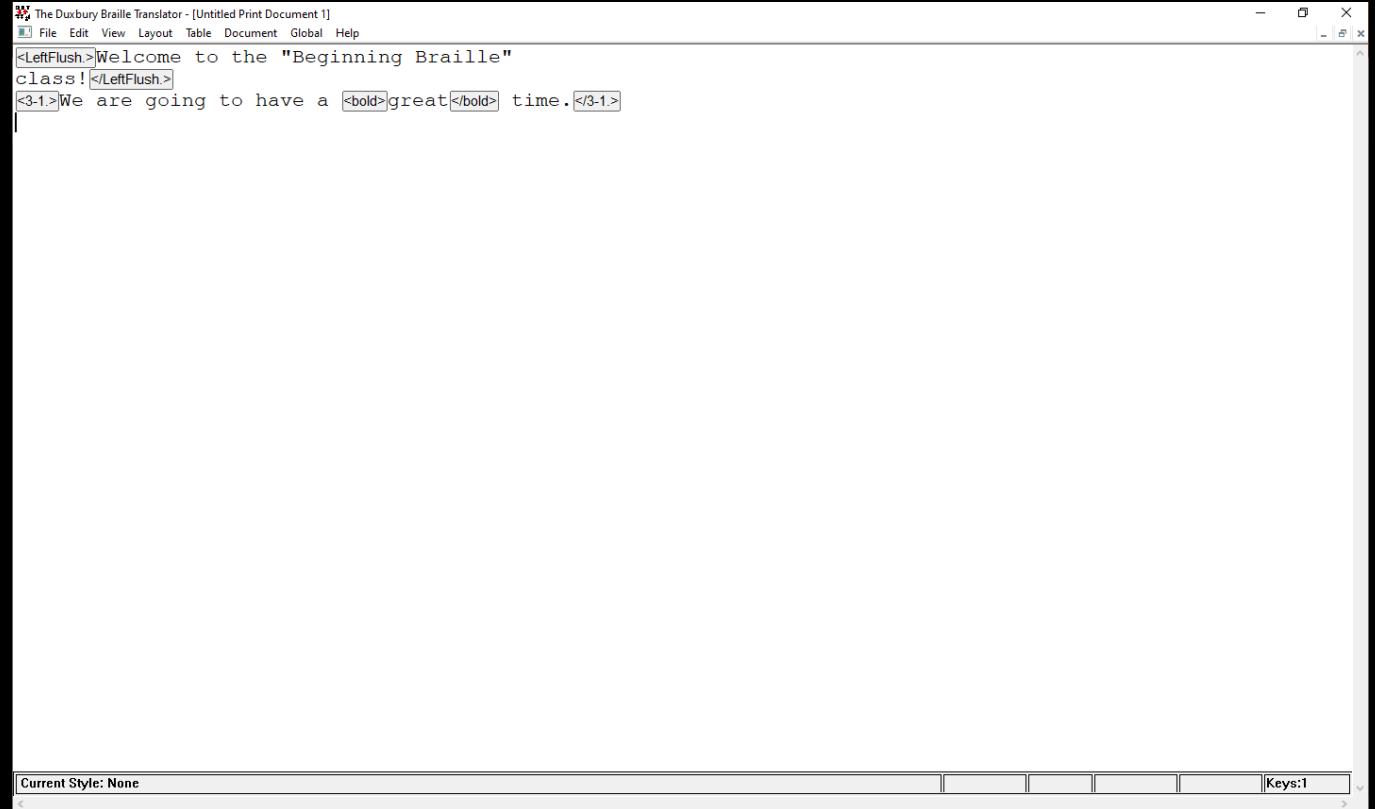 The Duxbury Braille Translator - [Untitled Print Document 1]
File Edit View Layout Table Document Global Help
<LeftFlush.>Welcome to the "Beginning Braille"
class!</LeftFlush.>
<3-1.>We are going to have a <bold>great</bold> time.</3-1.>
Current Style: None Keys:1